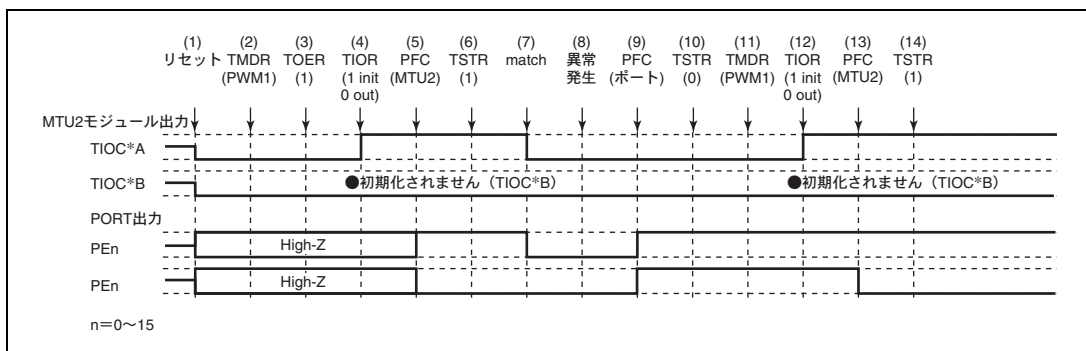 (1) (2) (3) (4) (5) (6) (7) (8) (9) (10) (11) (12) (13) (14)
リセット TMDR TOER TIOR PFC TSTR match 異常 PFC TSTR TMDR TIOR PFC TSTR
(PWM1) (1) (1 init (MTU2) (1) 発生 (ポート) (0) (PWM1) (1 init (MTU2) (1)
0 out) 0 out)
MTU2モジュール出力
TIOC*A
TIOC*B ●初期化されません（TIOC*B） ●初期化されません（TIOC*B）
PORT出力
PEn High-Z
PEn High-Z
n＝0～15